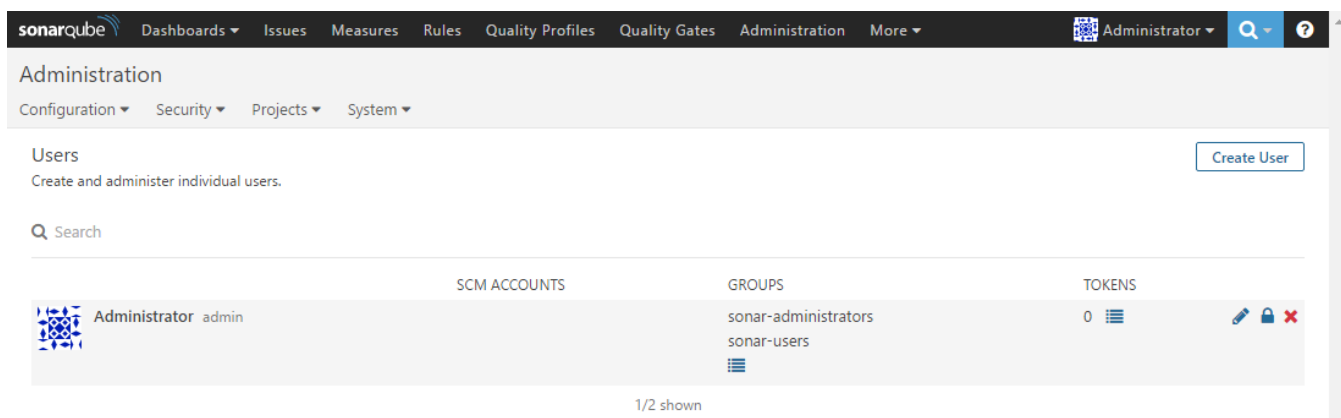 sonarqube Dashboards Issues Measures Rules Quality Profiles Quality Gates Administration More Administrator
Administration
Configuration Security Projects System
Users
Create User
Create and administer individual users.
Search
SCM ACCOUNTS GROUPS TOKENS
Administrator admin sonar-administrators 0
sonar-users
1/2 shown